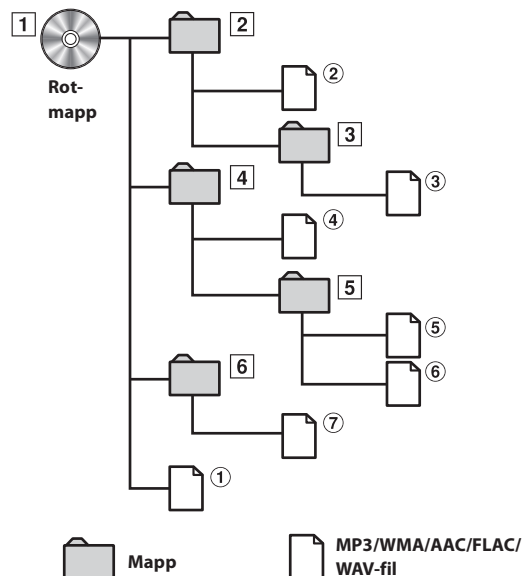 1
2
Rot-
mapp
②
3
③
4
④
5
⑤
⑥
6
⑦
①
Mapp
MP3/WMA/AAC/FLAC/
WAV-fil